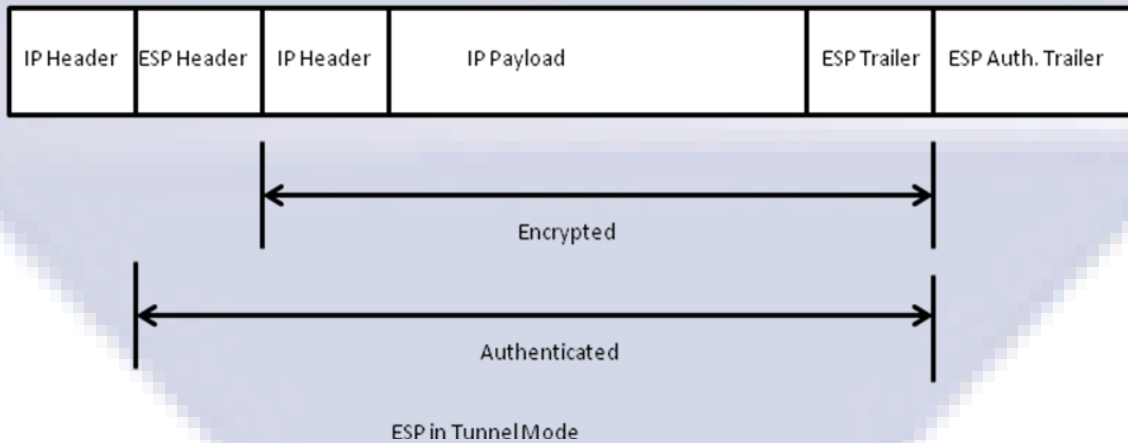 IP Header ESP Header IP Header IP Payload ESP Trailer ESP Auth. Trailer
Encrypted
Authenticated
ESP in Tunnel Mode